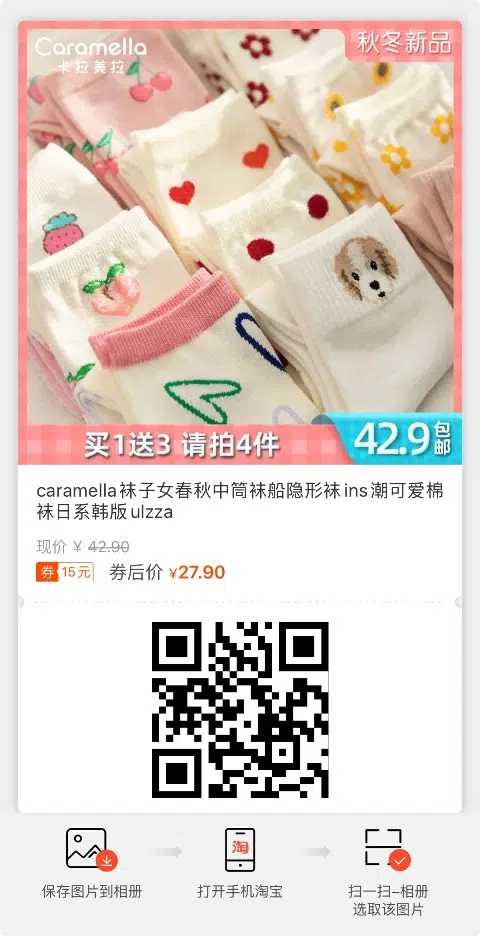 Caramella
卡拉美拉
秋冬新品
买1送3 请拍4件
42.9包邮
caramella袜子女春秋中筒袜船隐形袜ins潮可爱棉
袜日系韩版ulzza
现价 ¥ 42.90
券 15元 券后价 ¥27.90
淘
保存图片到相册
打开手机淘宝
扫一扫-相册
选取该图片